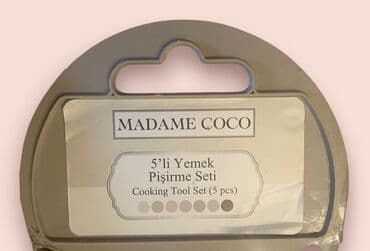 MADAME COCO
5'li Yemek
Pişirme Seti
Cooking Tool Set (5 pcs)